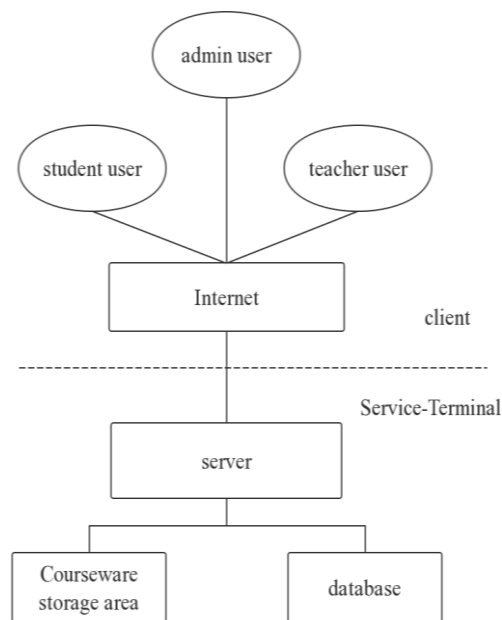 admin user
student user
teacher user
Internet
client
Service-Terminal
server
Courseware
storage area
database